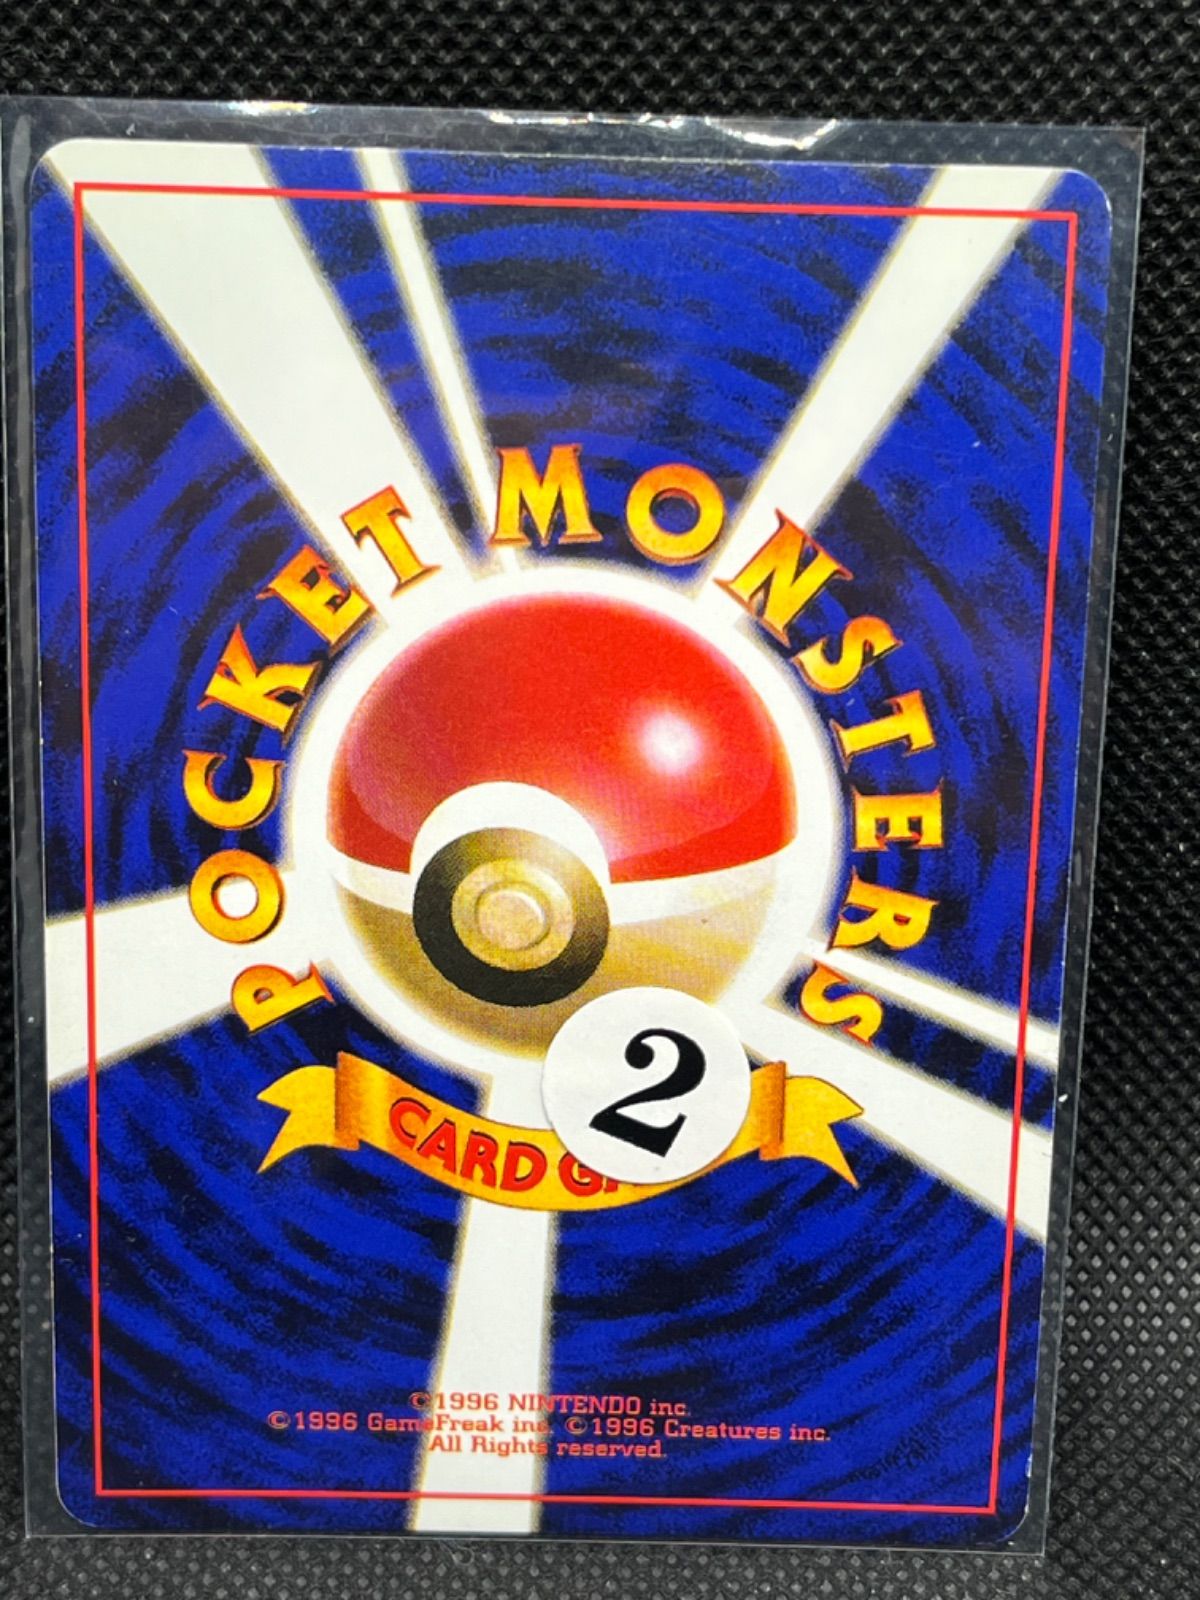 POCKET MONSTERS
CARD G
2
©1996 NINTENDO inc.
©1996 GameFreak inc. ©1996 Creatures inc.
All Rights reserved.